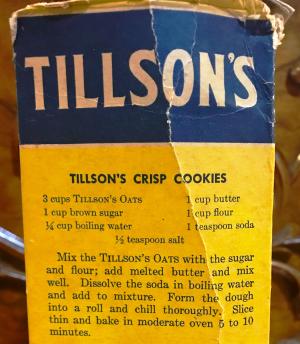 TILLSON'S
TILLSON'S CRISP COOKIES
3 cups TILLSON'S OATS 1 cup butter
1 cup brown sugar 1 cup flour
¼ cup boiling water 1 teaspoon soda
½ teaspoon salt
Mix the TILLSON'S OATS with the sugar
and flour; add melted butter and mix
well. Dissolve the soda in boiling water
and add to mixture. Form the dough
into a roll and chill thoroughly. Slice
thin and bake in moderate oven 5 to 10
minutes.